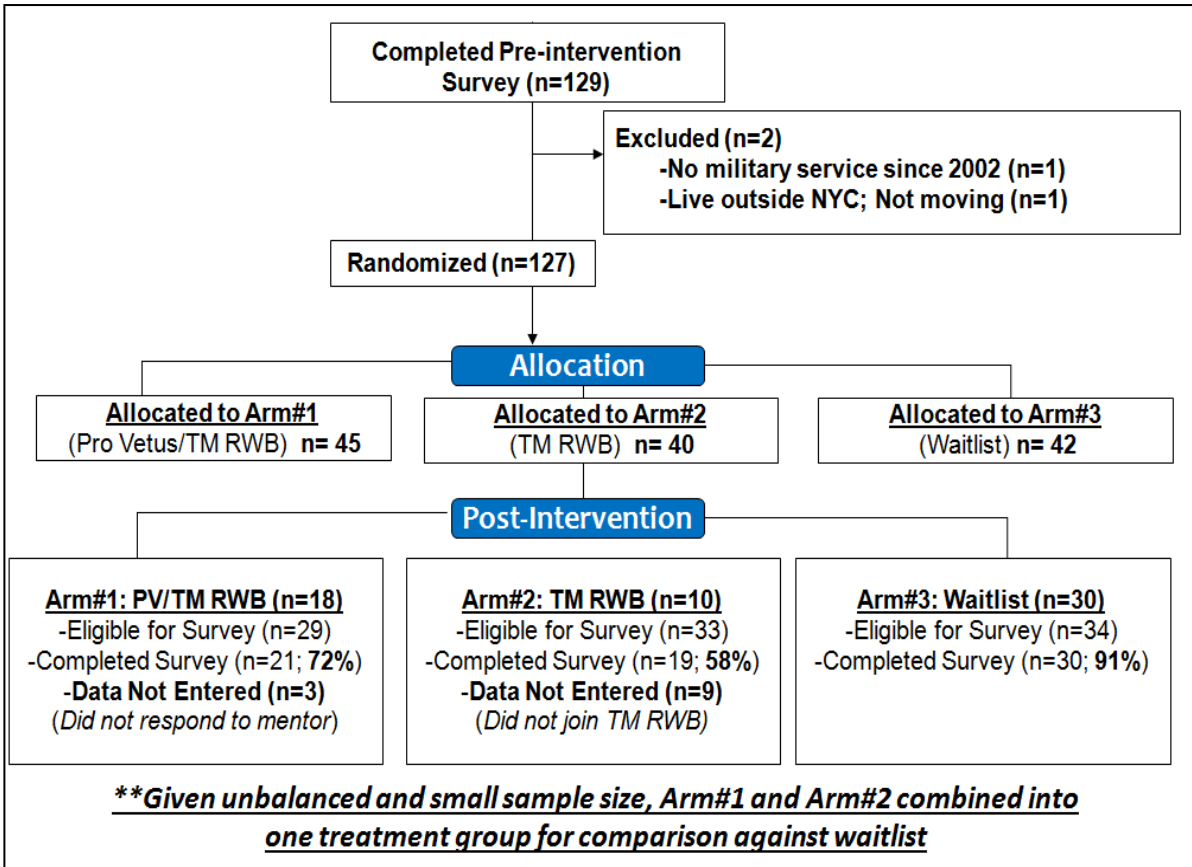 Completed Pre-intervention
Survey (n=129)
Excluded (n=2)
-No military service since 2002 (n=1)
-Live outside NYC; Not moving (n=1)
Randomized (n=127)
Allocation
Allocated to Arm#1
(Pro Vetus/TM RWB) n= 45
Allocated to Arm#2
(TM RWB) n= 40
Allocated to Arm#3
(Waitlist) n= 42
Post-Intervention
Arm#1: PV/TM RWB (n=18)
-Eligible for Survey (n=29)
-Completed Survey (n=21; 72%)
-Data Not Entered (n=3)
(Did not respond to mentor)
Arm#2: TM RWB (n=10)
-Eligible for Survey (n=33)
-Completed Survey (n=19; 58%)
-Data Not Entered (n=9)
(Did not join TM RWB)
Arm#3: Waitlist (n=30)
-Eligible for Survey (n=34)
-Completed Survey (n=30; 91%)
**Given unbalanced and small sample size, Arm#1 and Arm#2 combined into
one treatment group for comparison against waitlist